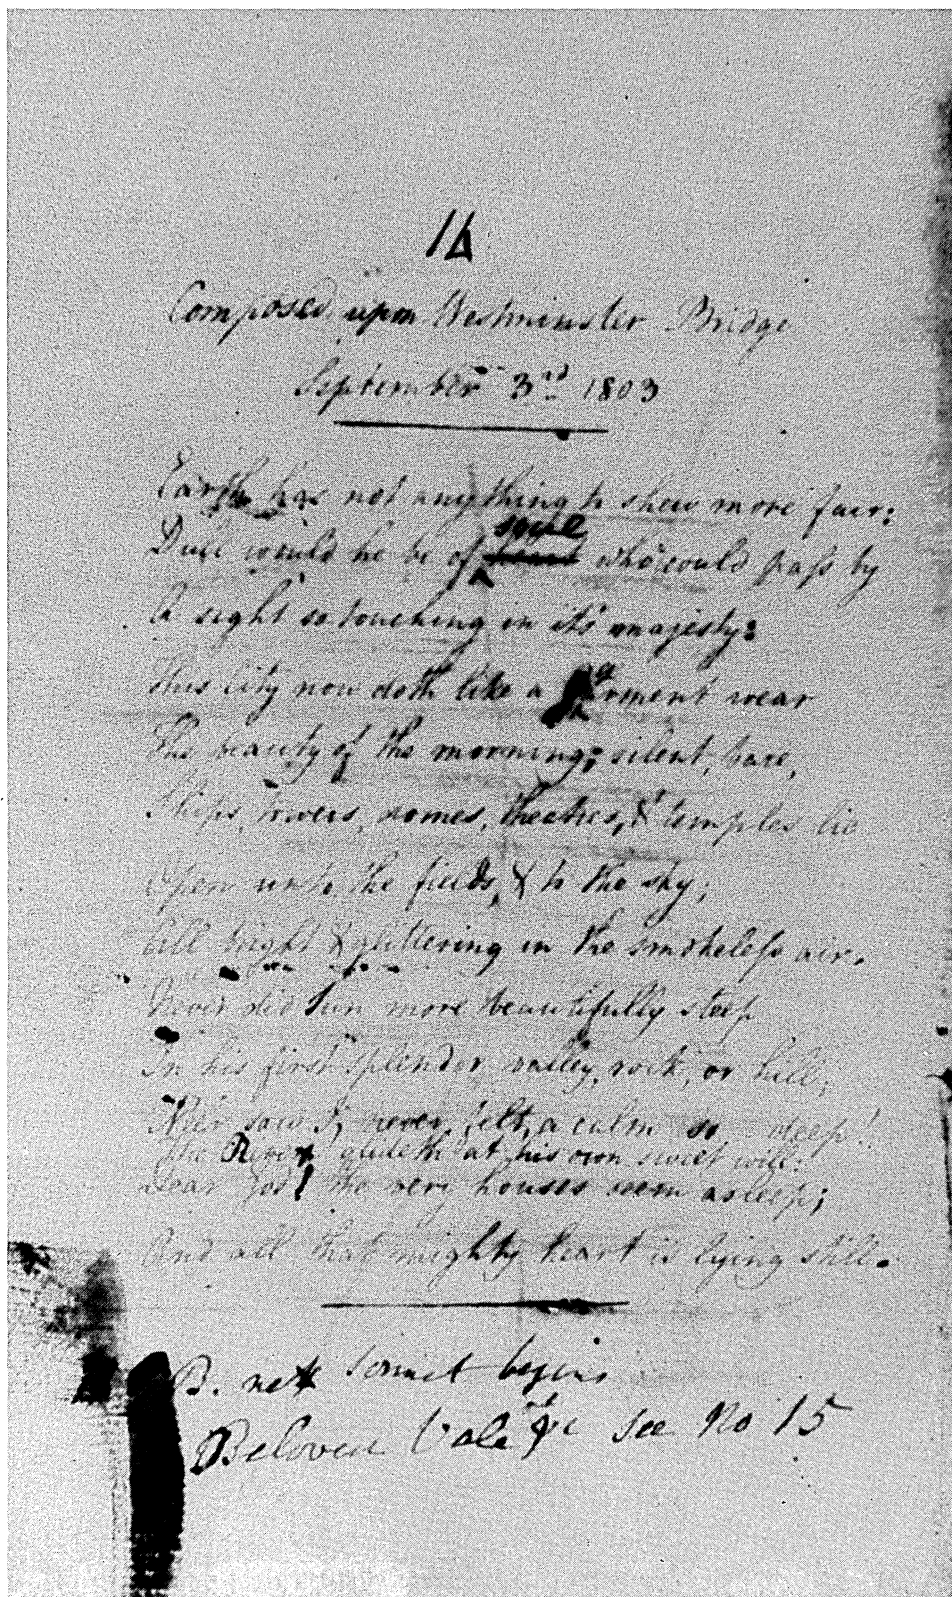 16
Composed upon Westminster Bridge
September 3rd 1803
Earth has not anything to shew more fair:
soul
Dull would he be of who could pass by
A sight so touching in it's majesty:
This City now doth like a garment wear
The beauty of the morning; silent, bare,
Ships, towers, domes, theatres, & temples lie
Open unto the fields, & to the sky;
All bright & glittering in the smokeless air.
Never did Sun more beautifully steep
In his first splendor valley, rock, or hill;
Ne'er saw I, never felt, a calm so deep!
The River glideth at his own sweet will:
Dear God! the very houses seem asleep;
And all that mighty heart is lying still.
B. next Sonnet begins
Beloved Vale &c see No 15